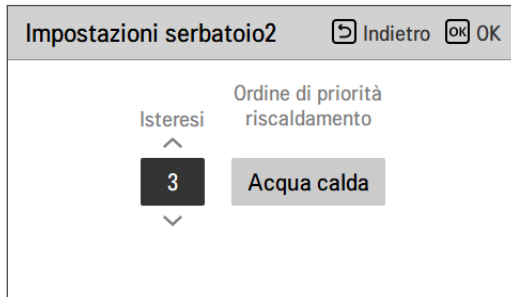 Impostazioni serbatoio2 Indietro OK OK
Ordine di priorità
Isteresi riscaldamento
3 Acqua calda